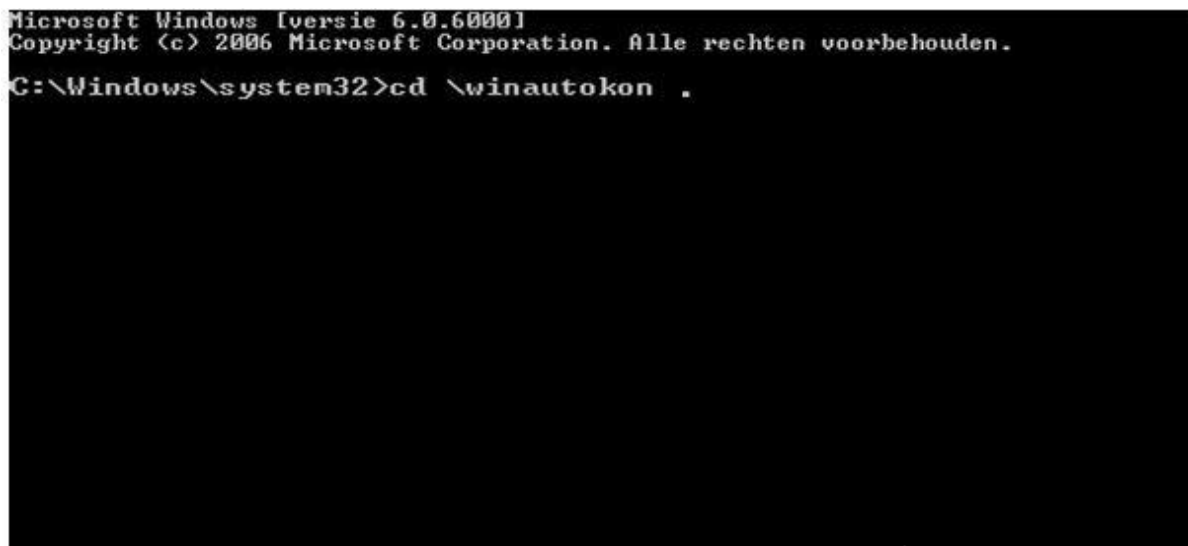 Microsoft Windows [versie 6.0.6000]
Copyright (c) 2006 Microsoft Corporation. Alle rechten voorbehouden.
C:\Windows\system32>cd \winautokon .